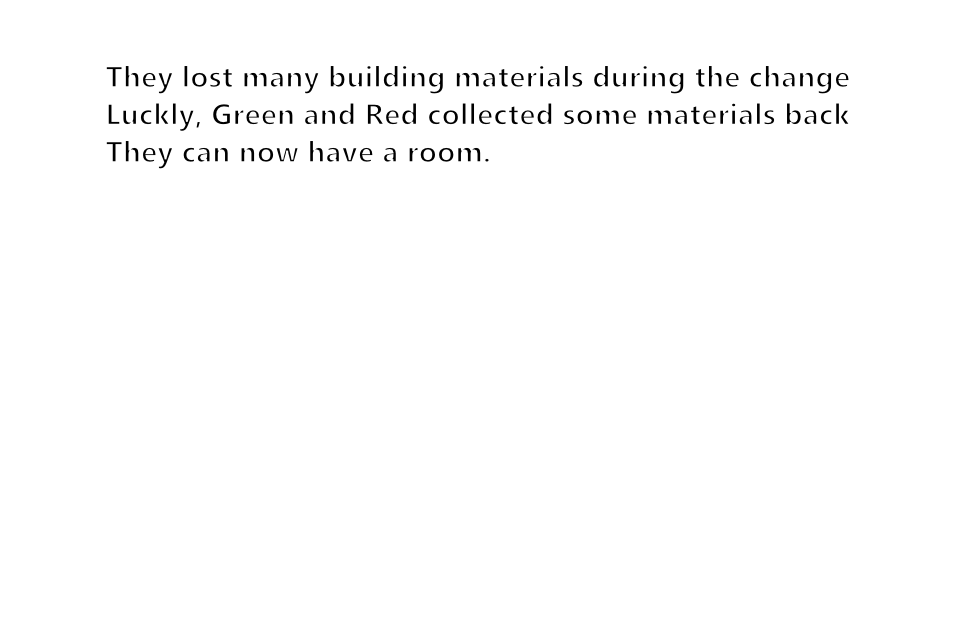 They lost many building materials during the change
Luckly, Green and Red collected some materials back
They can now have a room.